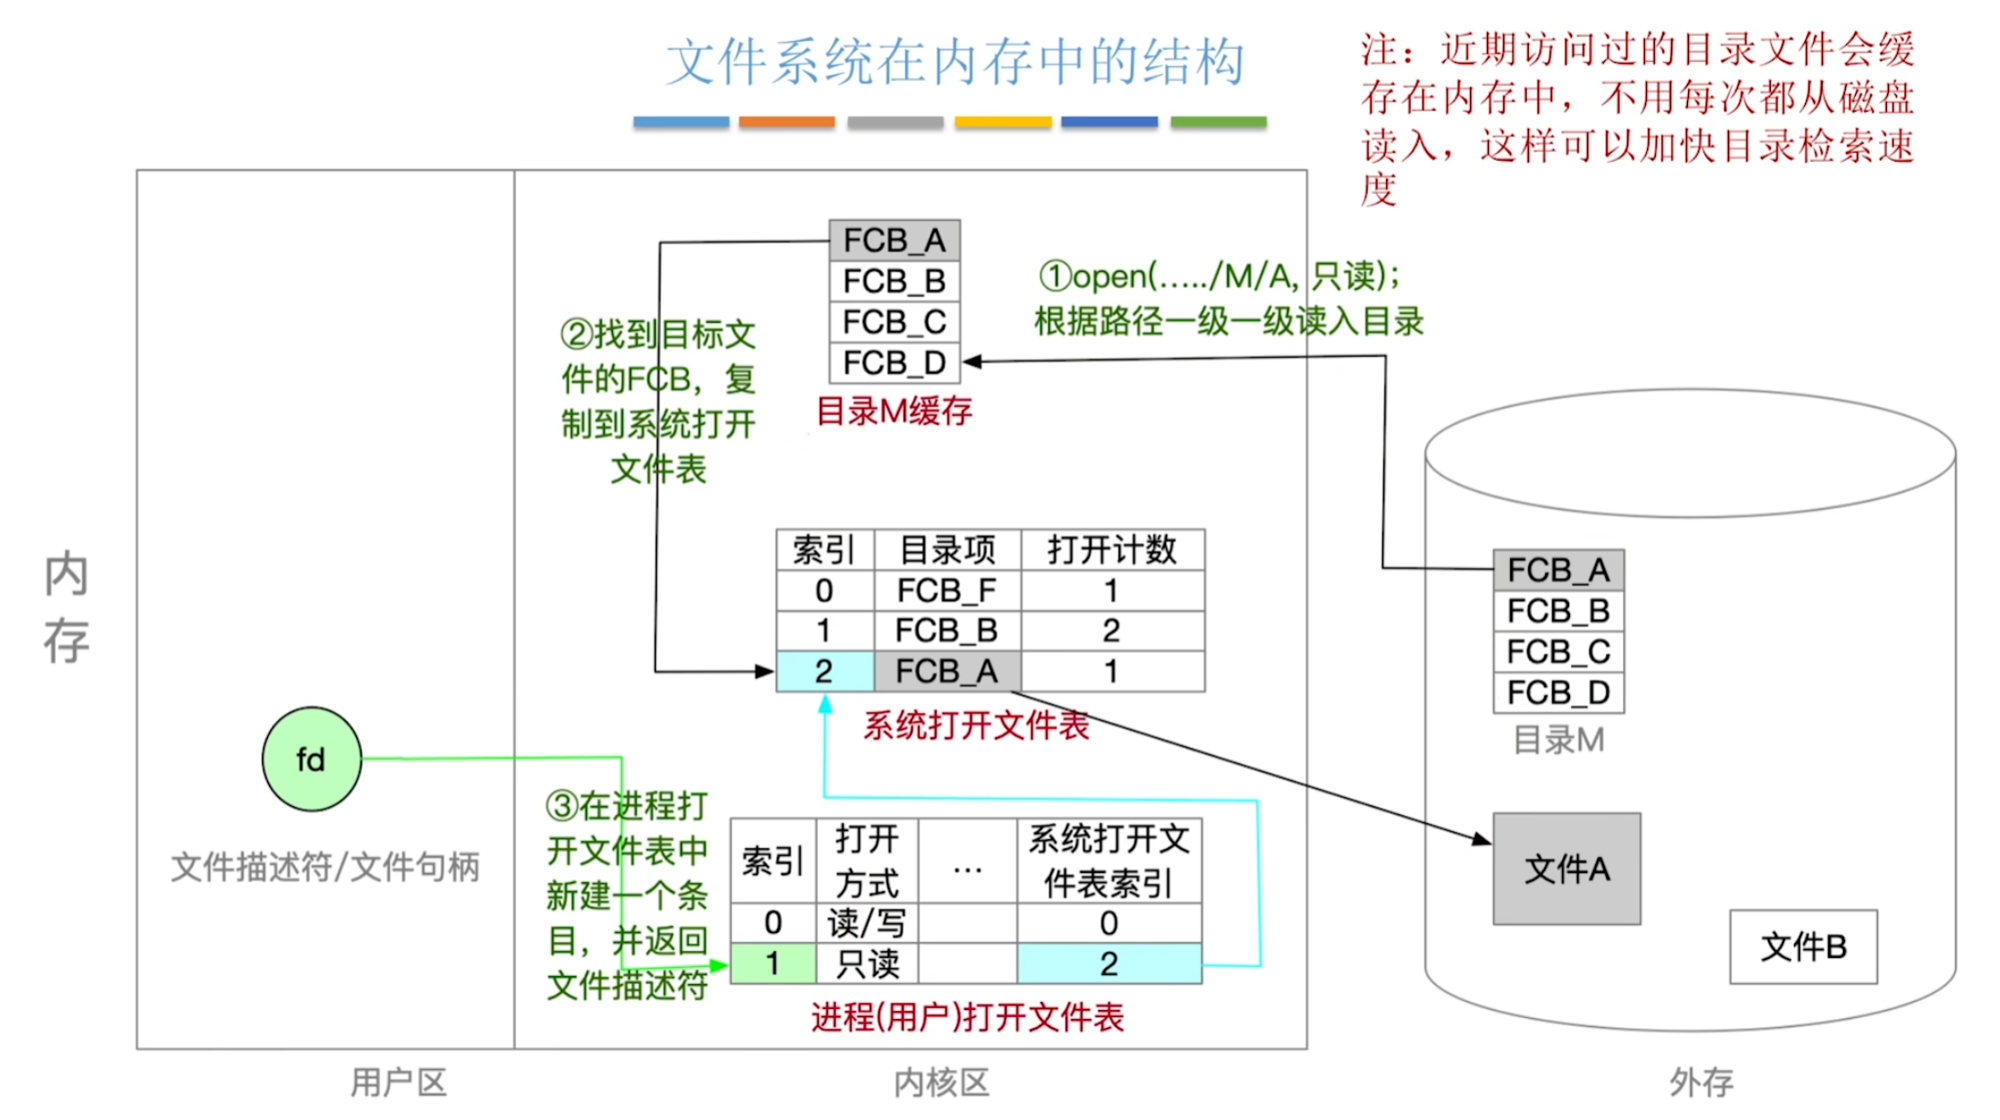 文件系统在内存中的结构
注：近期访问过的目录文件会缓
存在内存中，不用每次都从磁盘
读入，这样可以加快目录检索速
度
FCB_A
FCB_B
FCB_C
FCB_D
目录M缓存
①open(...../M/A, 只读);
根据路径一级一级读入目录
②找到目标文
件的FCB，复
制到系统打开
文件表
索引 目录项 打开计数
0 FCB_F 1
1 FCB_B 2
2 FCB_A 1
系统打开文件表
内
存
fd
文件描述符/文件句柄
③在进程打
开文件表中
新建一个条
目，并返回
文件描述符
索引 打开方式 ... 系统打开文件表索引
0 读/写 0
1 只读 2
进程(用户)打开文件表
FCB_A
FCB_B
FCB_C
FCB_D
目录M
文件A
文件B
用户区
内核区
外存